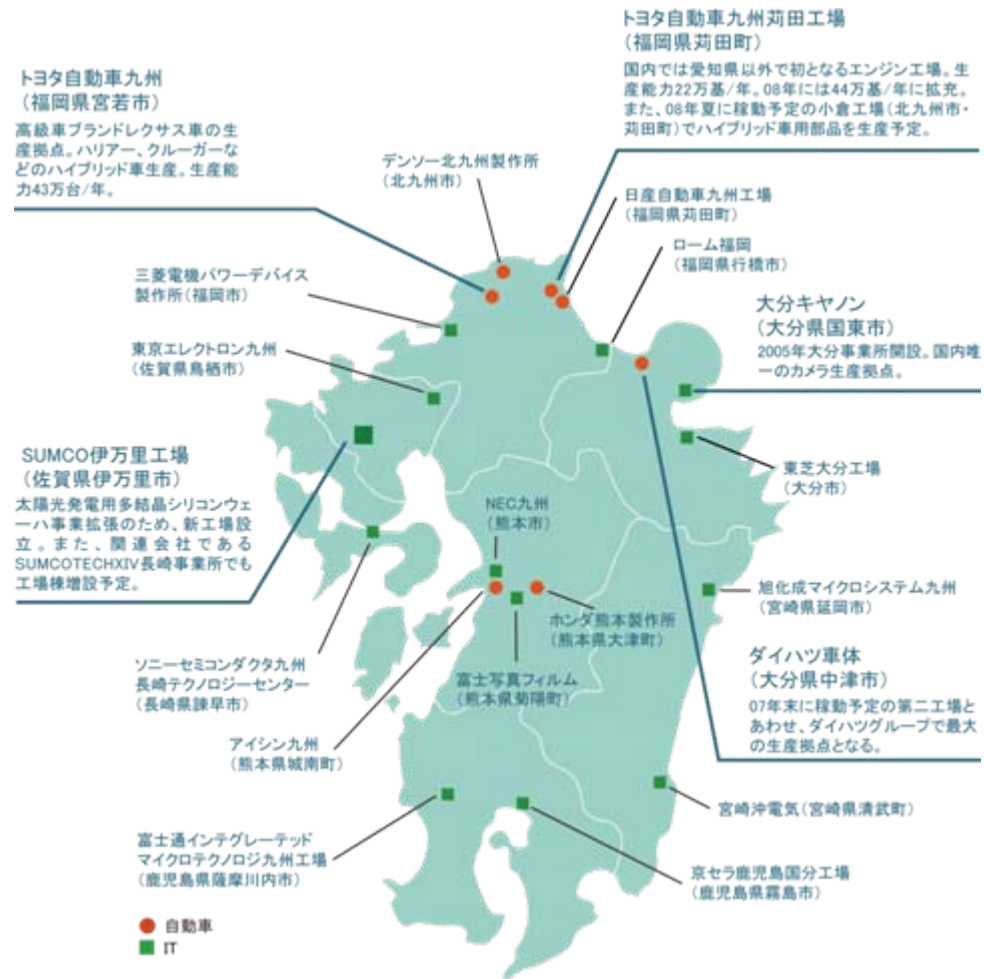 トヨタ自動車九州苅田工場
(福岡県苅田町)
国内では愛知県以外で初となるエンジン工場。生
産能力22万基/年。08年には44万基/年に拡充。
また、08年夏に稼動予定の小倉工場(北九州市・
苅田町)でハイブリッド車用部品を生産予定。
トヨタ自動車九州
(福岡県宮若市)
高級車ブランドレクサス車の生
産拠点。ハリアー、クルーガーな
どのハイブリッド車生産。生産能
力43万台/年。
デンソー北九州製作所
(北九州市)
日産自動車九州工場
(福岡県苅田町)
ローム福岡
(福岡県行橋市)
三菱電機パワーデバイス
製作所(福岡市)
大分キヤノン
(大分県国東市)
2005年大分事業所開設。国内唯
一のカメラ生産拠点。
東京エレクトロン九州
(佐賀県鳥栖市)
SUMCO伊万里工場
(佐賀県伊万里市)
太陽光発電用多結晶シリコンウェ
ーハ事業拡張のため、新工場設
立。また、関連会社である
SUMCOTECHXIV長崎事業所でも
工場棟増設予定。
東芝大分工場
(大分市)
NEC九州
(熊本市)
旭化成マイクロシステム九州
(宮崎県延岡市)
ホンダ熊本製作所
(熊本県大津町)
ソニーセミコンダクタ九州
長崎テクノロジーセンター
(長崎県諫早市)
富士写真フィルム
(熊本県菊陽町)
ダイハツ車体
(大分県中津市)
07年末に稼動予定の第二工場と
あわせ、ダイハツグループで最大
の生産拠点となる。
アイシン九州
(熊本県城南町)
宮崎沖電気(宮崎県清武町)
富士通インテグレーテッド
マイクロテクノロジ九州工場
(鹿児島県薩摩川内市)
京セラ鹿児島国分工場
(鹿児島県霧島市)
自動車
IT